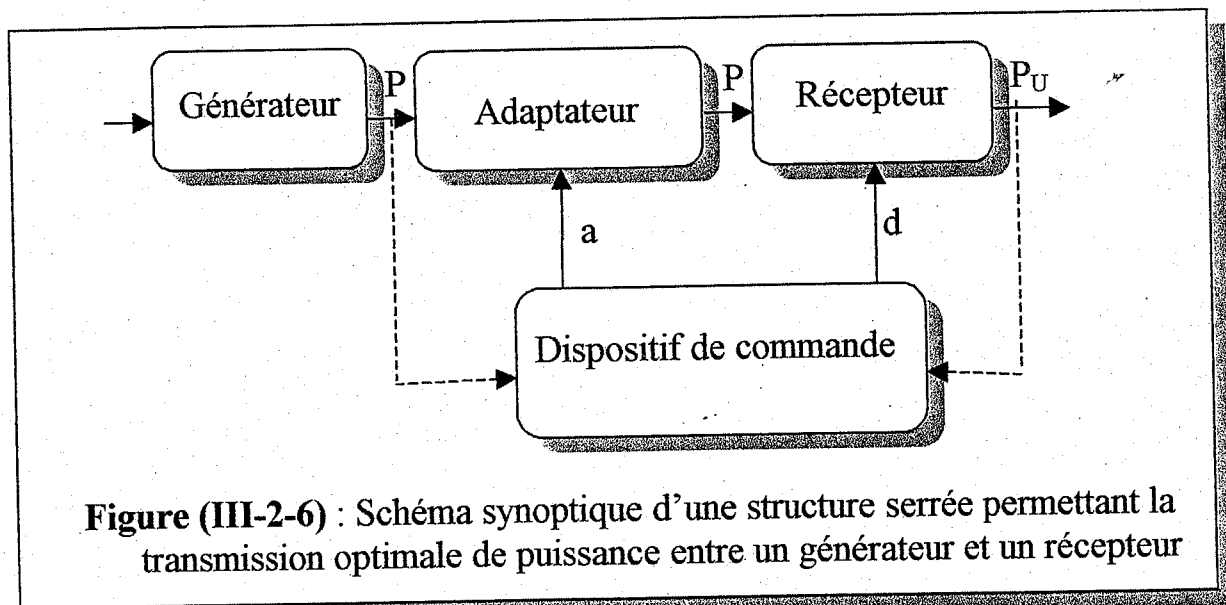 Générateur
P
Adaptateur
P
Récepteur
P_U
a
d
Dispositif de commande
Figure (III-2-6) : Schéma synoptique d'une structure serrée permettant la
transmission optimale de puissance entre un générateur et un récepteur